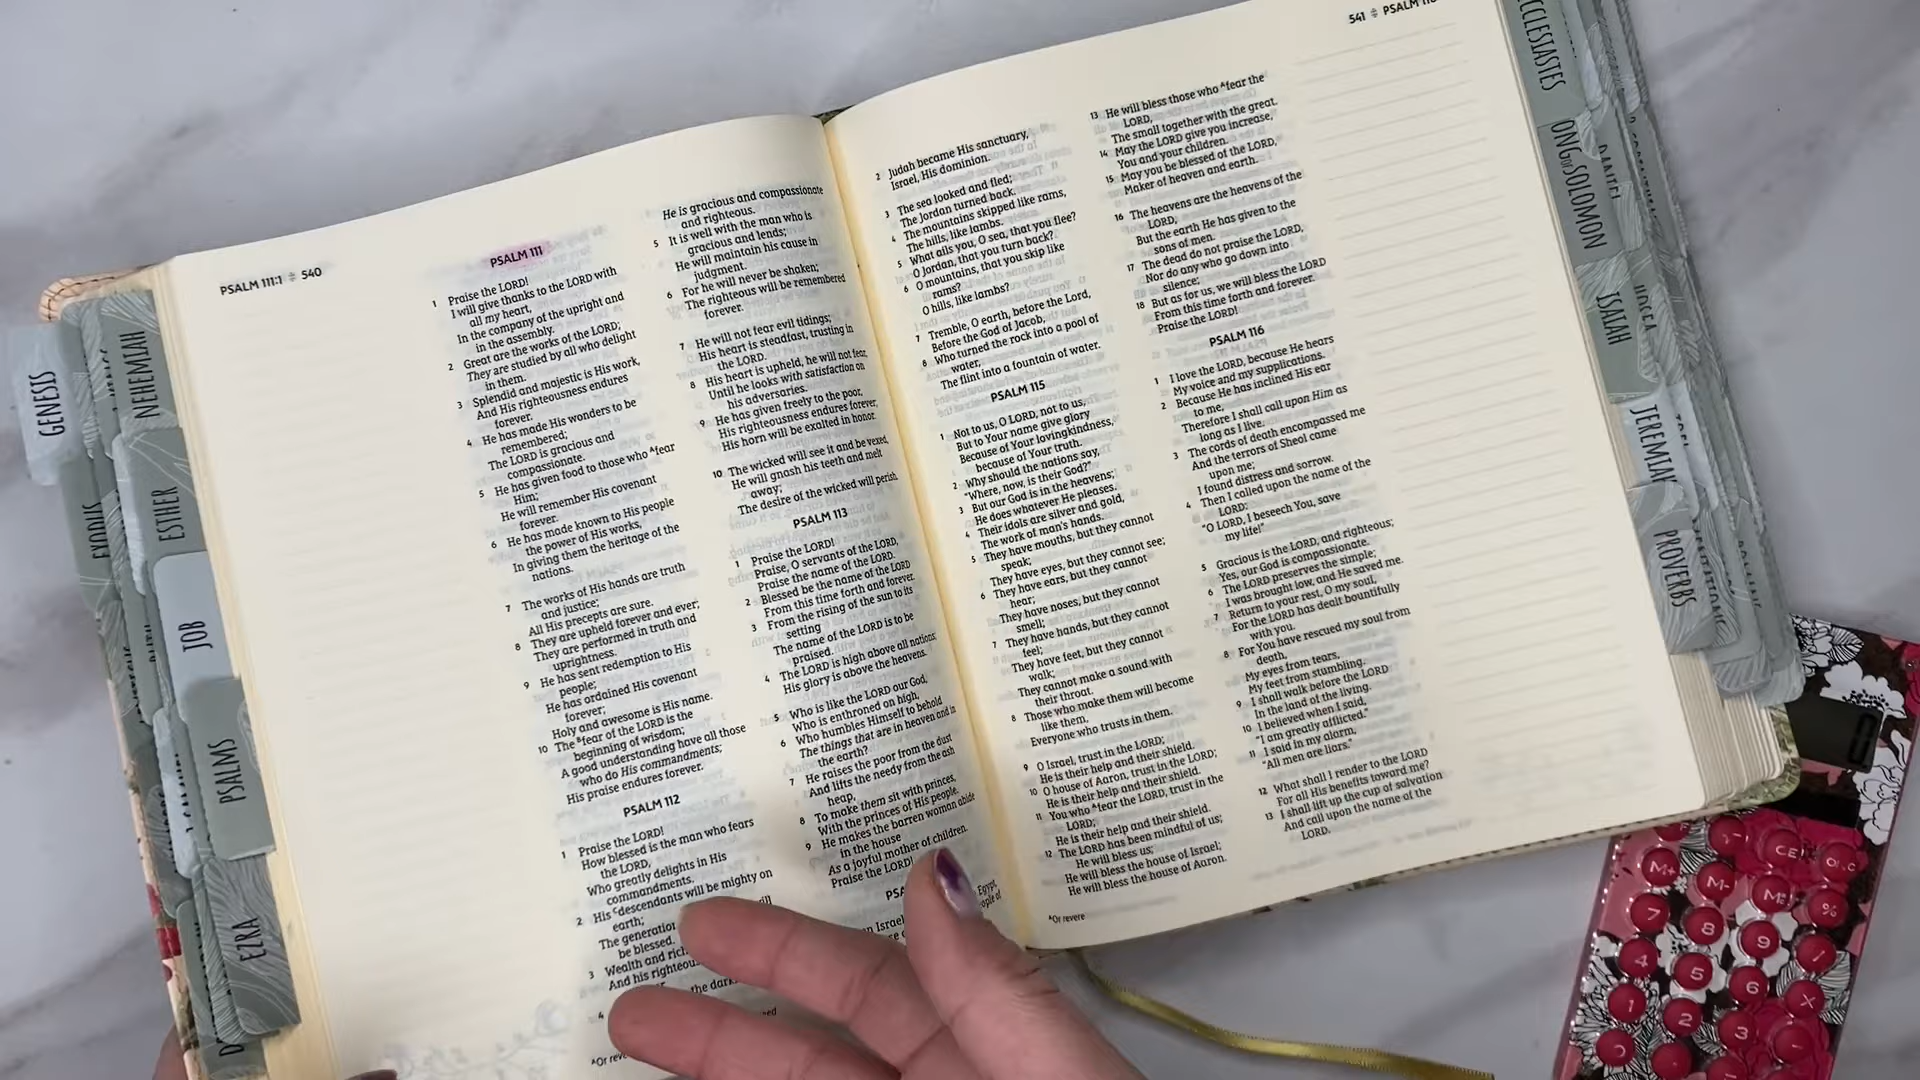 PSALM 111:1 ÷ 540
PSALM 111
1 Praise the LORD!
I will give thanks to the LORD with
all my heart,
In the company of the upright and
in the assembly.
2 Great are the works of the LORD;
They are studied by all who delight
in them.
3 Splendid and majestic is His work,
And His righteousness endures
forever.
4 He has made His wonders to be
remembered;
The LORD is gracious and
compassionate.
5 He has given food to those who ᴬfear
Him;
He will remember His covenant
forever.
6 He has made known to His people
the power of His works,
In giving them the heritage of the
nations.
7 The works of His hands are truth
and justice;
All His precepts are sure.
8 They are upheld forever and ever;
They are performed in truth and
uprightness.
9 He has sent redemption to His
people;
He has ordained His covenant
forever;
Holy and awesome is His name.
10 The ᴮfear of the LORD is the
beginning of wisdom;
A good understanding have all those
who do His commandments;
His praise endures forever.
PSALM 112
1 Praise the LORD!
How blessed is the man who fears
the LORD,
Who greatly delights in His
commandments.
2 His ᶜdescendants will be mighty on
earth;
The generation
be blessed.
3 Wealth and
And his
4 the
ᴬOr
He is gracious and compassionate
and righteous.
5 It is well with the man who is
gracious and lends;
He will maintain his cause in
judgment.
6 For he will never be shaken;
The righteous will be remembered
forever.
7 He will not fear evil tidings;
His heart is steadfast, trusting in
the LORD.
8 His heart is upheld, he will not fear,
Until he looks with satisfaction on
his adversaries.
9 He has given freely to the poor,
His righteousness endures forever;
His horn will be exalted in honor.
10 The wicked will see it and be vexed,
He will gnash his teeth and melt
away;
The desire of the wicked will perish.
PSALM 113
1 Praise the LORD!
Praise, O servants of the LORD,
Praise the name of the LORD.
2 Blessed be the name of the LORD
From this time forth and forever.
3 From the rising of the sun to its
setting
The name of the LORD is to be
praised.
4 The LORD is high above all nations;
His glory is above the heavens.
5 Who is like the LORD our God,
Who is enthroned on high,
6 Who humbles Himself to behold
The things that are in heaven and in
the earth?
7 He raises the poor from the dust
And lifts the needy from the ash
heap,
8 To make them sit with princes,
With the princes of His people.
9 He makes the barren woman abide
in the house
As a joyful mother of children.
Praise the LORD!
Israel
Egypt,
of
541 ÷ PSALM
2 Judah became His sanctuary,
Israel, His dominion.
3 The sea looked and fled;
The Jordan turned back.
4 The mountains skipped like rams,
The hills, like lambs.
5 What ails you, O sea, that you flee?
O Jordan, that you turn back?
6 O mountains, that you skip like
rams?
O hills, like lambs?
7 Tremble, O earth, before the Lord,
Before the God of Jacob,
8 Who turned the rock into a pool of
water,
The flint into a fountain of water.
PSALM 115
1 Not to us, O LORD, not to us,
But to Your name give glory
Because of Your lovingkindness,
because of Your truth.
2 Why should the nations say,
"Where, now, is their God?"
3 But our God is in the heavens;
He does whatever He pleases.
4 Their idols are silver and gold,
The work of man's hands.
5 They have mouths, but they cannot
speak;
They have eyes, but they cannot see;
6 They have ears, but they cannot
hear;
They have noses, but they cannot
smell;
7 They have hands, but they cannot
feel;
They have feet, but they cannot
walk;
They cannot make a sound with
their throat.
8 Those who make them will become
like them,
Everyone who trusts in them.
9 O Israel, trust in the LORD;
He is their help and their shield.
10 O house of Aaron, trust in the LORD;
He is their help and their shield.
11 You who ᴬfear the LORD, trust in the
LORD;
He is their help and their shield.
12 The LORD has been mindful of us;
He will bless us;
He will bless the house of Israel;
He will bless the house of Aaron.
ᴬOr revere
13 He will bless those who ᴬfear the
LORD,
The small together with the great.
14 May the LORD give you increase,
You and your children.
15 May you be blessed of the LORD,
Maker of heaven and earth.
16 The heavens are the heavens of the
LORD,
But the earth He has given to the
sons of men.
17 The dead do not praise the LORD,
Nor do any who go down into
silence;
18 But as for us, we will bless the LORD
From this time forth and forever.
Praise the LORD!
PSALM 116
1 I love the LORD, because He hears
My voice and my supplications.
2 Because He has inclined His ear
to me,
Therefore I shall call upon Him as
long as I live.
3 The cords of death encompassed me
And the terrors of Sheol came
upon me;
I found distress and sorrow.
4 Then I called upon the name of the
LORD:
"O LORD, I beseech You, save
my life!"
5 Gracious is the LORD, and righteous;
Yes, our God is compassionate.
6 The LORD preserves the simple;
I was brought low, and He saved me.
7 Return to your rest, O my soul,
For the LORD has dealt bountifully
with you.
8 For You have rescued my soul from
death,
My eyes from tears,
My feet from stumbling.
9 I shall walk before the LORD
In the land of the living.
10 I believed when I said,
"I am greatly afflicted."
11 I said in my alarm,
"All men are liars."
12 What shall I render to the LORD
For all His benefits toward me?
13 I shall lift up the cup of salvation
And call upon the name of the
LORD.
GENESIS
EXODUS
NEHEMIAH
ESTHER
JOB
PSALMS
EZRA
ECCLESIASTES
ONG OF SOLOMON
ISAIAH
JEREMIAH
PROVERBS
DANIEL
HOSEA
JOEL
M+ M- CE
%
7 8 9
4 5 6 X
1 2 3 -